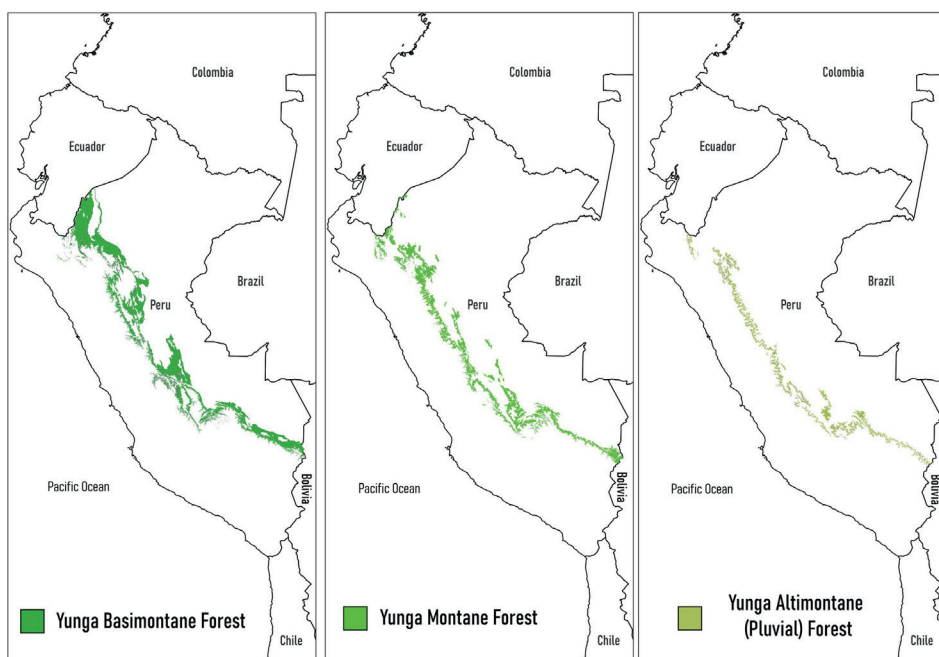 Colombia
Ecuador
Brazil
Peru
Pacific Ocean
Bolivia
Chile
Yunga Basimontane Forest
Colombia
Ecuador
Brazil
Peru
Pacific Ocean
Bolivia
Chile
Yunga Montane Forest
Colombia
Ecuador
Brazil
Peru
Pacific Ocean
Bolivia
Chile
Yunga Altimontane
(Pluvial) Forest